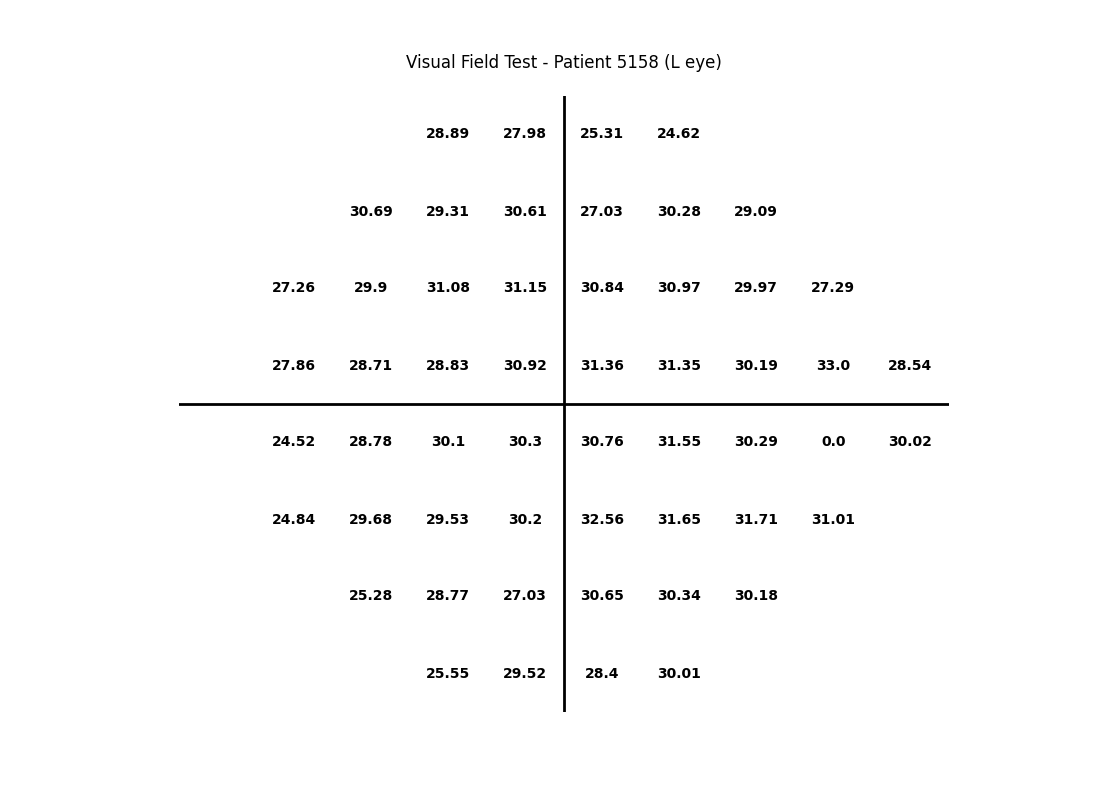 Visual Field Test - Patient 5158 (L eye)
28.89 27.98 25.31 24.62
30.69 29.31 30.61 27.03 30.28 29.09
27.26 29.9 31.08 31.15 30.84 30.97 29.97 27.29
27.86 28.71 28.83 30.92 31.36 31.35 30.19 33.0 28.54
24.52 28.78 30.1 30.3 30.76 31.55 30.29 0.0 30.02
24.84 29.68 29.53 30.2 32.56 31.65 31.71 31.01
25.28 28.77 27.03 30.65 30.34 30.18
25.55 29.52 28.4 30.01